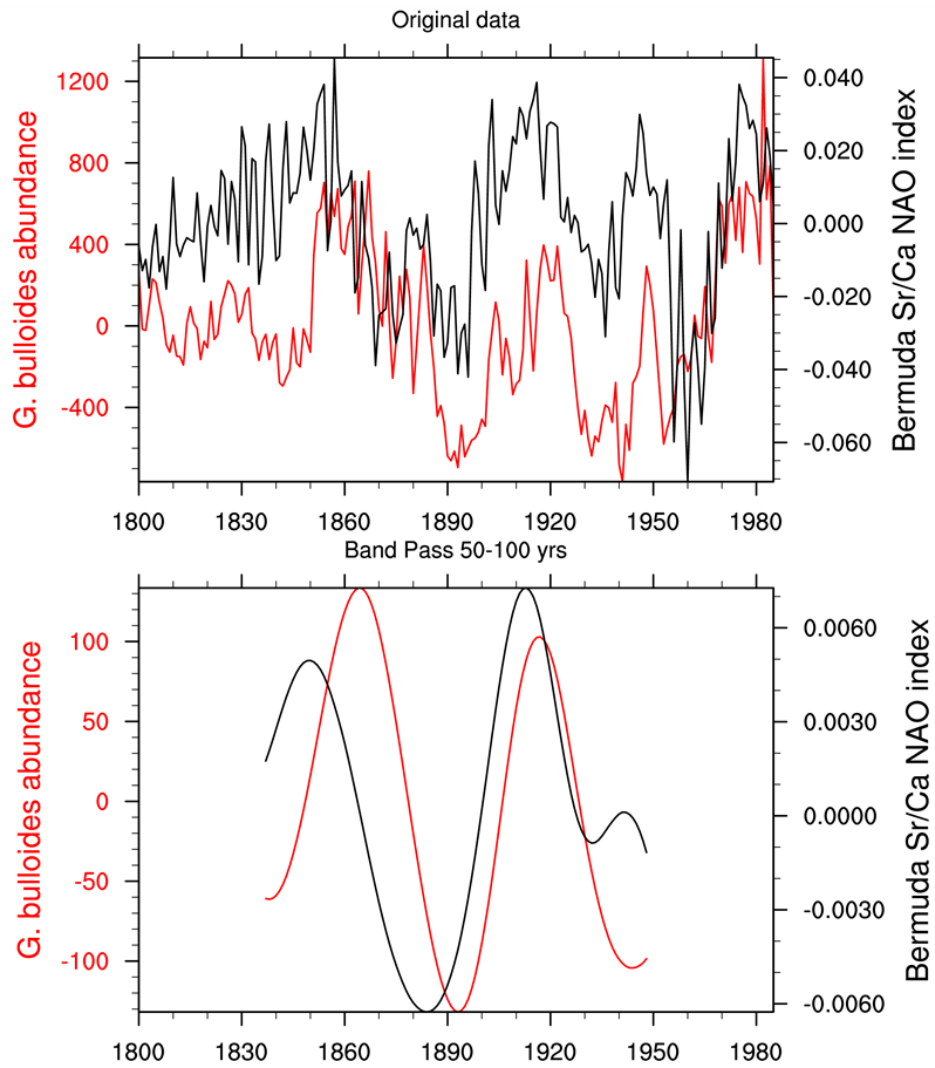 Original data
G. bulloides abundance
1200
800
400
0
-400
Bermuda Sr/Ca NAO index
0.040
0.020
0.000
-0.020
-0.040
-0.060
1800 1830 1860 1890 1920 1950 1980
Band Pass 50-100 yrs
G. bulloides abundance
100
50
0
-50
-100
Bermuda Sr/Ca NAO index
0.0060
0.0030
0.0000
-0.0030
-0.0060
1800 1830 1860 1890 1920 1950 1980